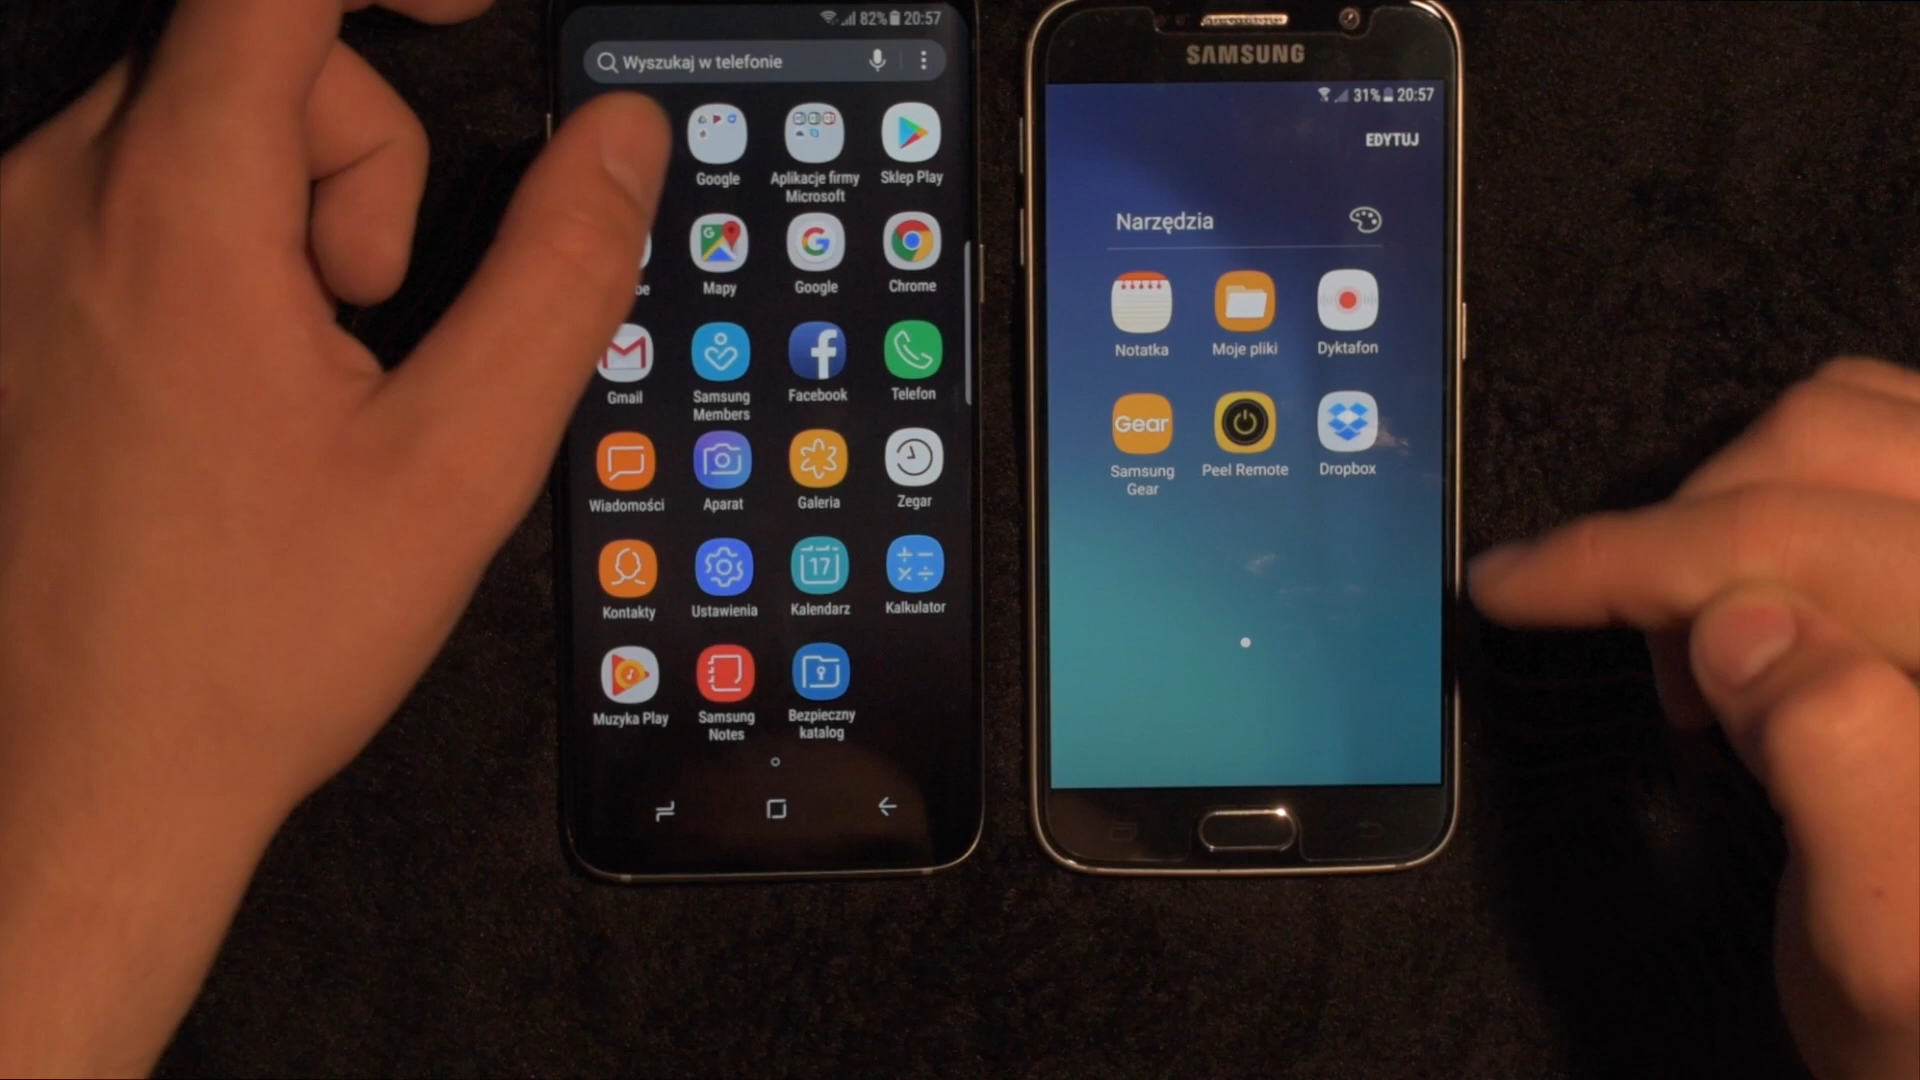 82% 20:57
Wyszukaj w telefonie
Google
Aplikacje firmy
Microsoft
Sklep Play
be
Mapy
Google
Chrome
Gmail
Samsung
Members
Facebook
Telefon
Wiadomości
Aparat
Galeria
Zegar
17
Kontakty
Ustawienia
Kalendarz
Kalkulator
Muzyka Play
Samsung
Notes
Bezpieczny
katalog
SAMSUNG
31% 20:57
EDYTUJ
Narzędzia
Notatka
Moje pliki
Dyktafon
Gear
Samsung
Gear
Peel Remote
Dropbox